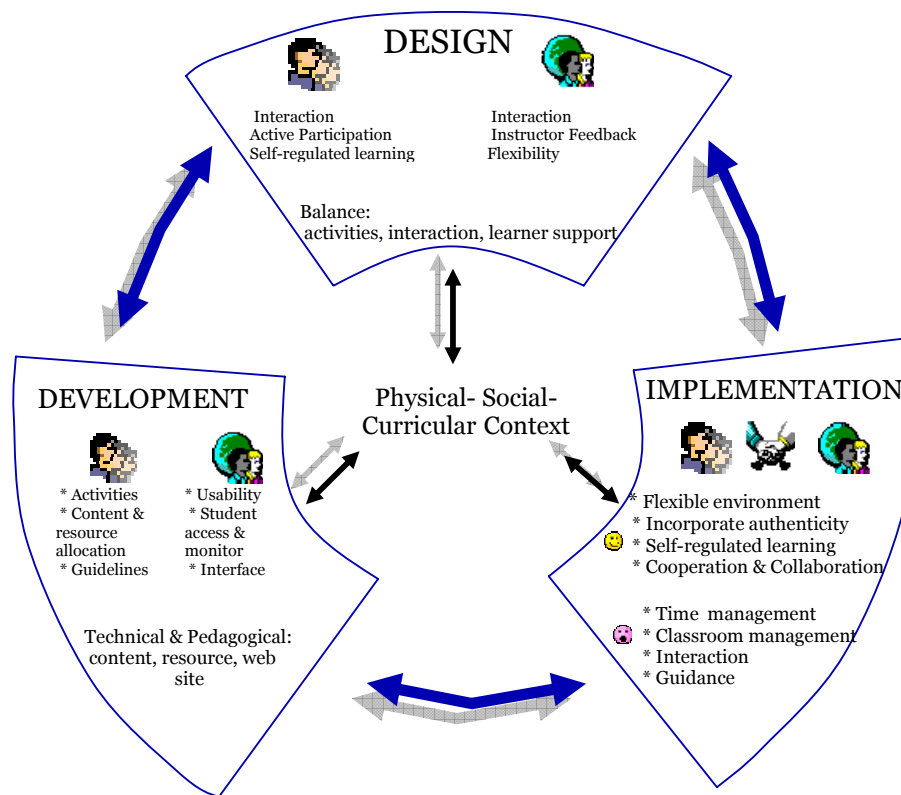 DESIGN
Interaction
Active Participation
Self-regulated learning
Interaction
Instructor Feedback
Flexibility
Balance:
activities, interaction, learner support
Physical- Social-
Curricular Context
DEVELOPMENT
* Activities
* Content &
resource
allocation
* Guidelines
* Usability
* Student
access &
monitor
* Interface
Technical & Pedagogical:
content, resource, web
site
IMPLEMENTATION
* Flexible environment
* Incorporate authenticity
* Self-regulated learning
* Cooperation & Collaboration
* Time management
* Classroom management
* Interaction
* Guidance